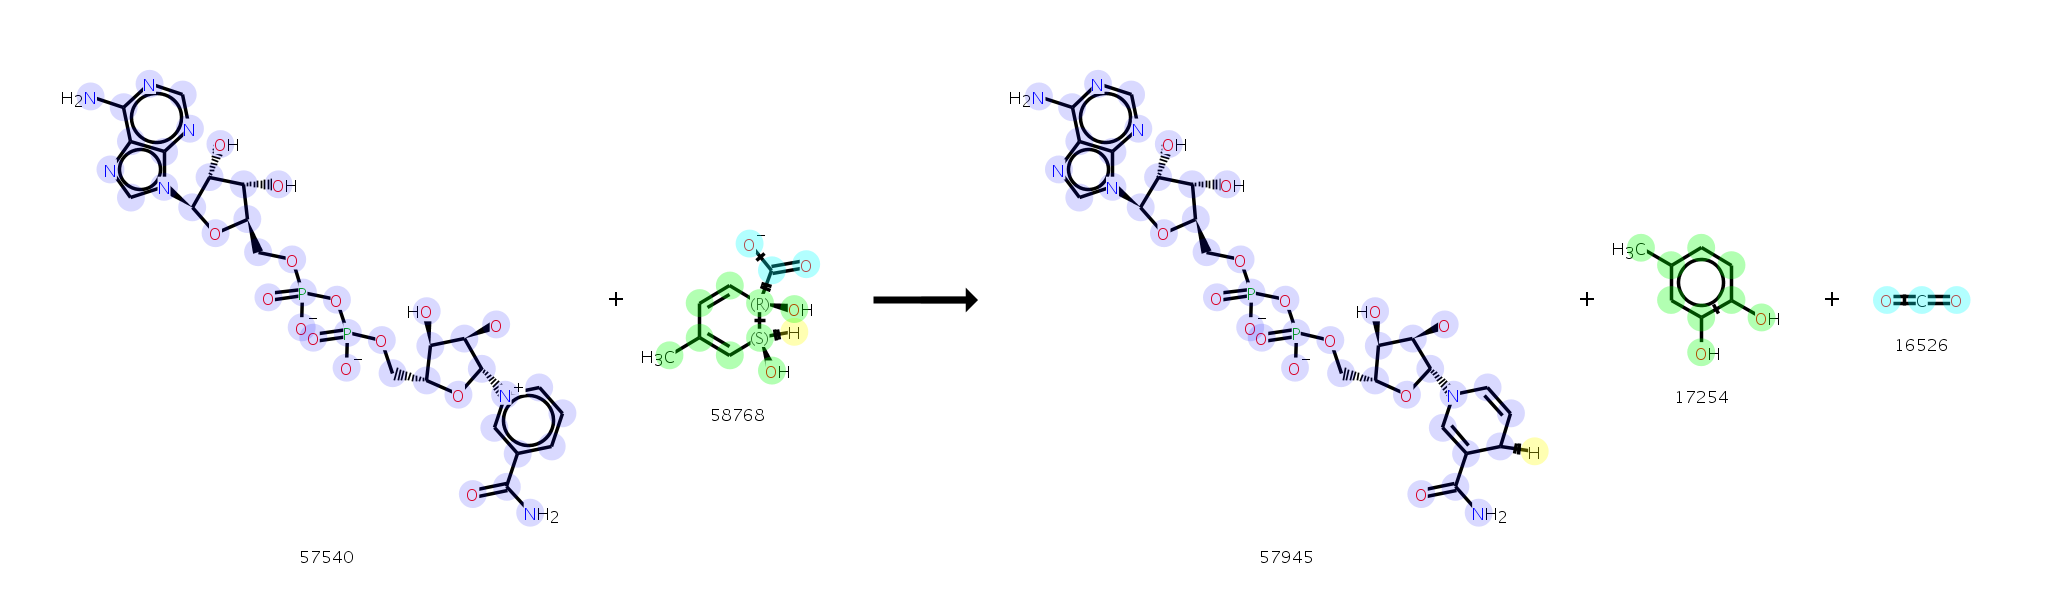 H2N N N N N OH OH O O O P O O− O P O O− O HO O O N+ O NH2
57540
+
O− O (R) OH (S) H OH H3C
58768
H2N N N N N OH OH O O O P O O− O P O O− O HO O O N H O NH2
57945
+
H3C OH OH
17254
+
O C O
16526